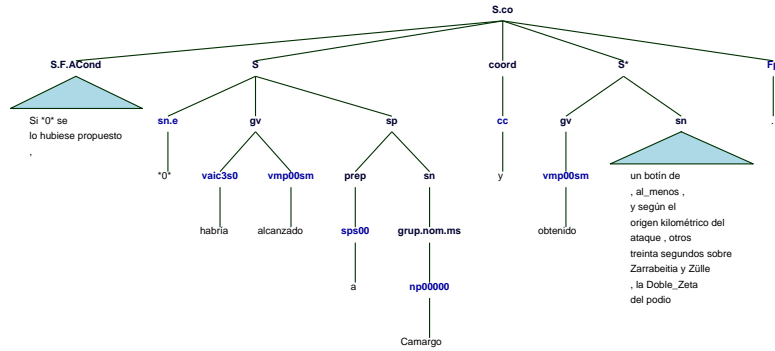 S.co
S.F.ACond S coord S* Fp
Si *0* se
lo hubiese propuesto
,
sn.e gv sp cc gv sn
*0* vaic3s0 vmp00sm prep sn y vmp00sm
un botín de
, al_menos ,
y según el
origen kilométrico del
ataque , otros
treinta segundos sobre
Zarrabeitia y Zülle
, la Doble_Zeta
del podio
habría alcanzado sps00 grup.nom.ms obtenido
a np00000
Camargo
.